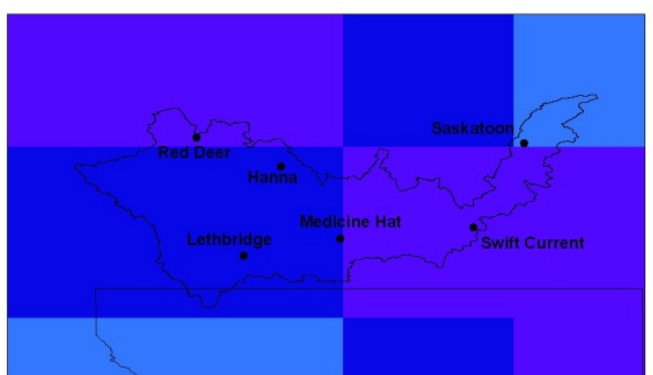 Saskatoon
Red Deer
Hanna
Medicine Hat
Lethbridge
Swift Current